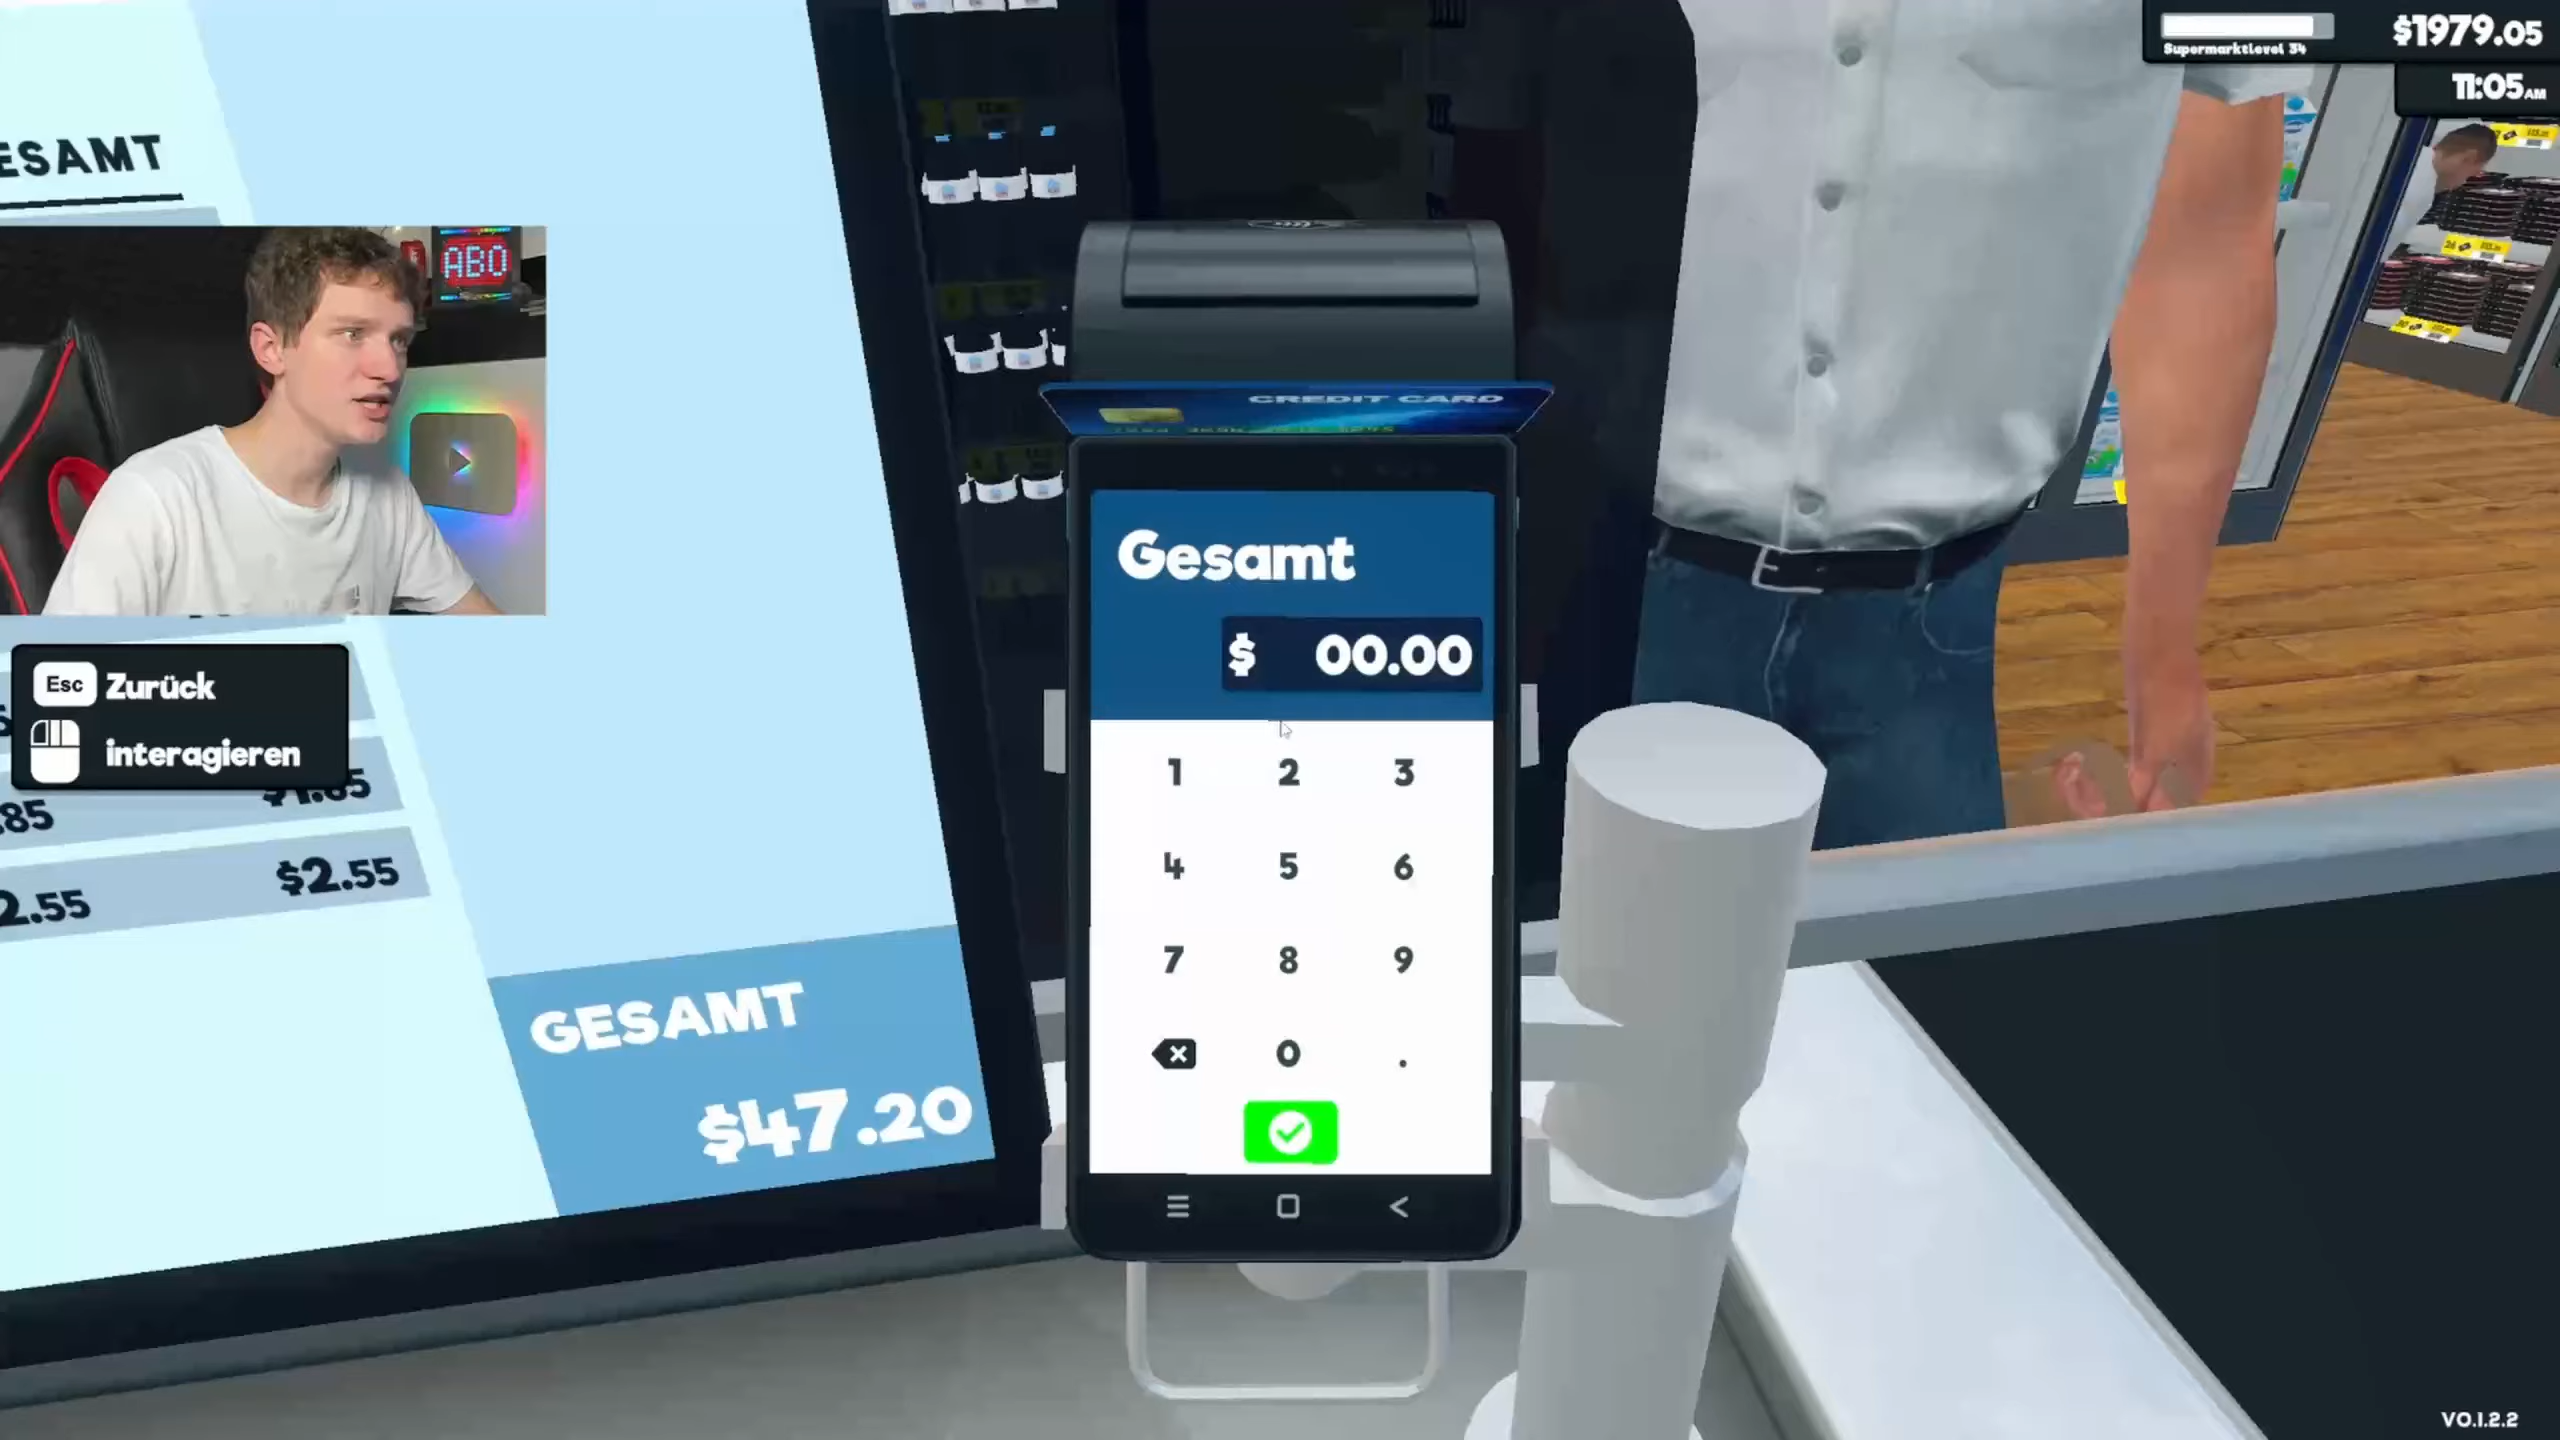 $1979.05
Supermarktlevel 34
11:05AM
ESAMT
ABO
CREDIT CARD
Gesamt
$ 00.00
Esc Zurück
interagieren
.85 $1.85
2.55 $2.55
1 2 3
4 5 6
7 8 9
0 .
GESAMT
$47.20
V0.1.2.2